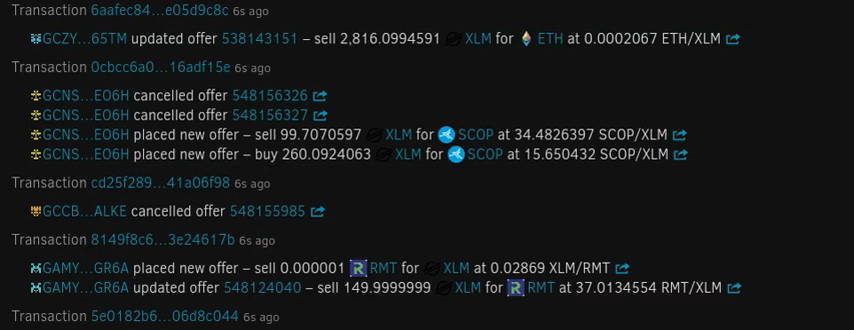 Transaction 6aafec84...e05d9c8c 6s ago
GCZY...65TM updated offer 538143151 – sell 2,816.0994591 XLM for ETH at 0.0002067 ETH/XLM
Transaction 0cbcc6a0...16adf15e 6s ago
GCNS...EO6H cancelled offer 548156326
GCNS...EO6H cancelled offer 548156327
GCNS...EO6H placed new offer – sell 99.7070597 XLM for SCOP at 34.4826397 SCOP/XLM
GCNS...EO6H placed new offer – buy 260.0924063 XLM for SCOP at 15.650432 SCOP/XLM
Transaction cd25f289...41a06f98 6s ago
GCCB...ALKE cancelled offer 548155985
Transaction 8149f8c6...3e24617b 6s ago
GAMY...GR6A placed new offer – sell 0.000001 RMT for XLM at 0.02869 XLM/RMT
GAMY...GR6A updated offer 548124040 – sell 149.9999999 XLM for RMT at 37.0134554 RMT/XLM
Transaction 5e0182b6...06d8c044 6s ago